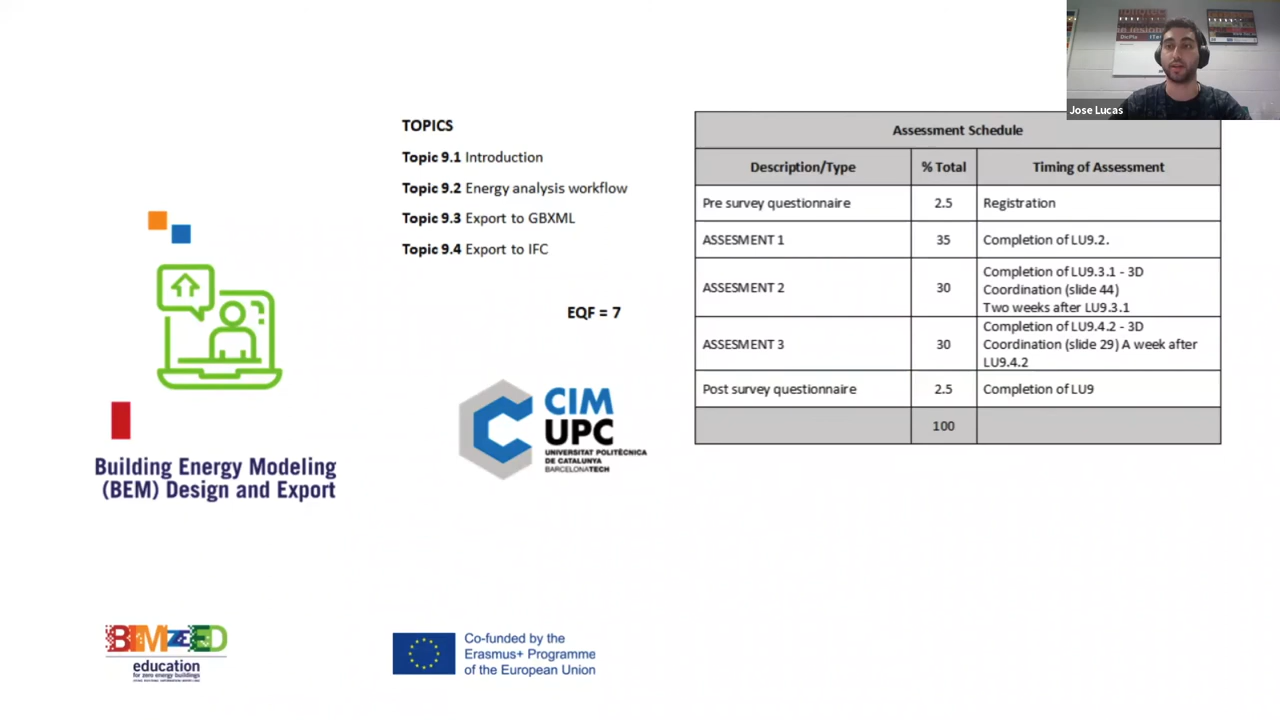 Jose Lucas
TOPICS
Topic 9.1 Introduction
Topic 9.2 Energy analysis workflow
Topic 9.3 Export to GBXML
Topic 9.4 Export to IFC
EQF = 7
CIM
UPC
UNIVERSITAT POLITÈCNICA
DE CATALUNYA
BARCELONATECH
Building Energy Modeling
(BEM) Design and Export
Assessment Schedule
Description/Type % Total Timing of Assessment
Pre survey questionnaire 2.5 Registration
ASSESMENT 1 35 Completion of LU9.2.
ASSESMENT 2 30 Completion of LU9.3.1 - 3D
Coordination (slide 44)
Two weeks after LU9.3.1
ASSESMENT 3 30 Completion of LU9.4.2 - 3D
Coordination (slide 29) A week after
LU9.4.2
Post survey questionnaire 2.5 Completion of LU9
100
BIMzeED
education
for zero energy buildings
Co-funded by the
Erasmus+ Programme
of the European Union